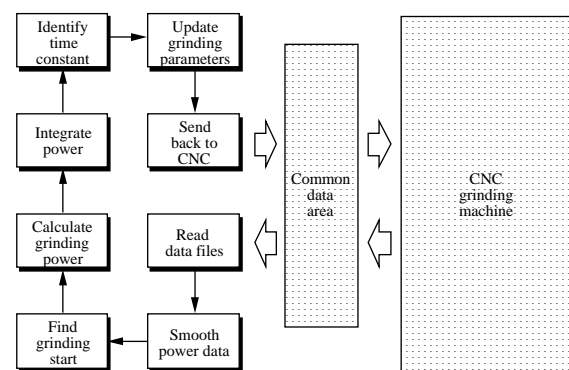 Identify
time
constant
Update
grinding
parameters
Integrate
power
Send
back to
CNC
Common
data
area
CNC
grinding
machine
Calculate
grinding
power
Read
data files
Find
grinding
start
Smooth
power data